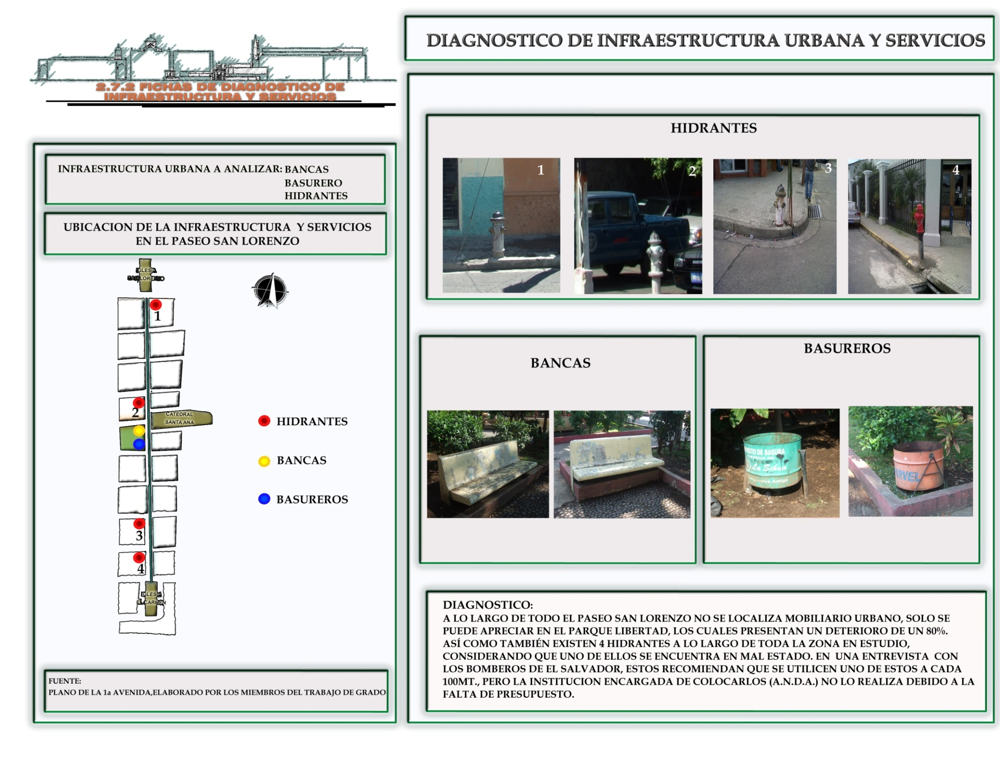 2.7.2 FICHAS DE DIAGNOSTICO DE
INFRAESTRUCTURA Y SERVICIOS
INFRAESTRUCTURA URBANA A ANALIZAR: BANCAS
BASURERO
HIDRANTES
UBICACION DE LA INFRAESTRUCTURA Y SERVICIOS
EN EL PASEO SAN LORENZO
IGLESIA
SAN LORENZO
1
2
CATEDRAL
SANTA ANA
3
4
IGLESIA
EL CARMEN
HIDRANTES
BANCAS
BASUREROS
FUENTE:
PLANO DE LA 1a AVENIDA,ELABORADO POR LOS MIEMBROS DEL TRABAJO DE GRADO
DIAGNOSTICO DE INFRAESTRUCTURA URBANA Y SERVICIOS
HIDRANTES
1
2
3
4
BANCAS
BASUREROS
DE BASURA
La Sihua
Amiga
ARVEL
DIAGNOSTICO:
A LO LARGO DE TODO EL PASEO SAN LORENZO NO SE LOCALIZA MOBILIARIO URBANO, SOLO SE
PUEDE APRECIAR EN EL PARQUE LIBERTAD, LOS CUALES PRESENTAN UN DETERIORO DE UN 80%.
ASÍ COMO TAMBIÉN EXISTEN 4 HIDRANTES A LO LARGO DE TODA LA ZONA EN ESTUDIO,
CONSIDERANDO QUE UNO DE ELLOS SE ENCUENTRA EN MAL ESTADO. EN UNA ENTREVISTA CON
LOS BOMBEROS DE EL SALVADOR, ESTOS RECOMIENDAN QUE SE UTILICEN UNO DE ESTOS A CADA
100MT., PERO LA INSTITUCION ENCARGADA DE COLOCARLOS (A.N.D.A.) NO LO REALIZA DEBIDO A LA
FALTA DE PRESUPUESTO.